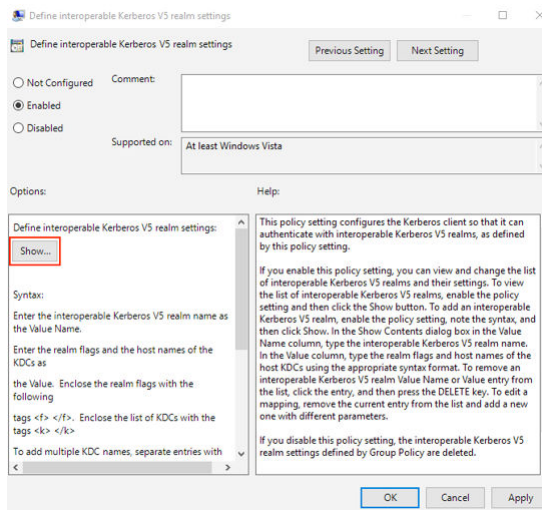 Define interoperable Kerberos V5 realm settings
Define interoperable Kerberos V5 realm settings
Previous Setting
Next Setting
Not Configured
Comment:
Enabled
Disabled
Supported on:
At least Windows Vista
Options:
Help:
Define interoperable Kerberos V5 realm settings:
Show...
Syntax:
Enter the interoperable Kerberos V5 realm name as
the Value Name.
Enter the realm flags and the host names of the
KDCs as
the Value. Enclose the realm flags with the
following
tags <f> </f>. Enclose the list of KDCs with the
tags <k> </k>
To add multiple KDC names, separate entries with
This policy setting configures the Kerberos client so that it can
authenticate with interoperable Kerberos V5 realms, as defined
by this policy setting.
If you enable this policy setting, you can view and change the list
of interoperable Kerberos V5 realms and their settings. To view
the list of interoperable Kerberos V5 realms, enable the policy
setting and then click the Show button. To add an interoperable
Kerberos V5 realm, enable the policy setting, note the syntax, and
then click Show. In the Show Contents dialog box in the Value
Name column, type the interoperable Kerberos V5 realm name.
In the Value column, type the realm flags and host names of the
host KDCs using the appropriate syntax format. To remove an
interoperable Kerberos V5 realm Value Name or Value entry from
the list, click the entry, and then press the DELETE key. To edit a
mapping, remove the current entry from the list and add a new
one with different parameters.
If you disable this policy setting, the interoperable Kerberos V5
realm settings defined by Group Policy are deleted.
OK
Cancel
Apply